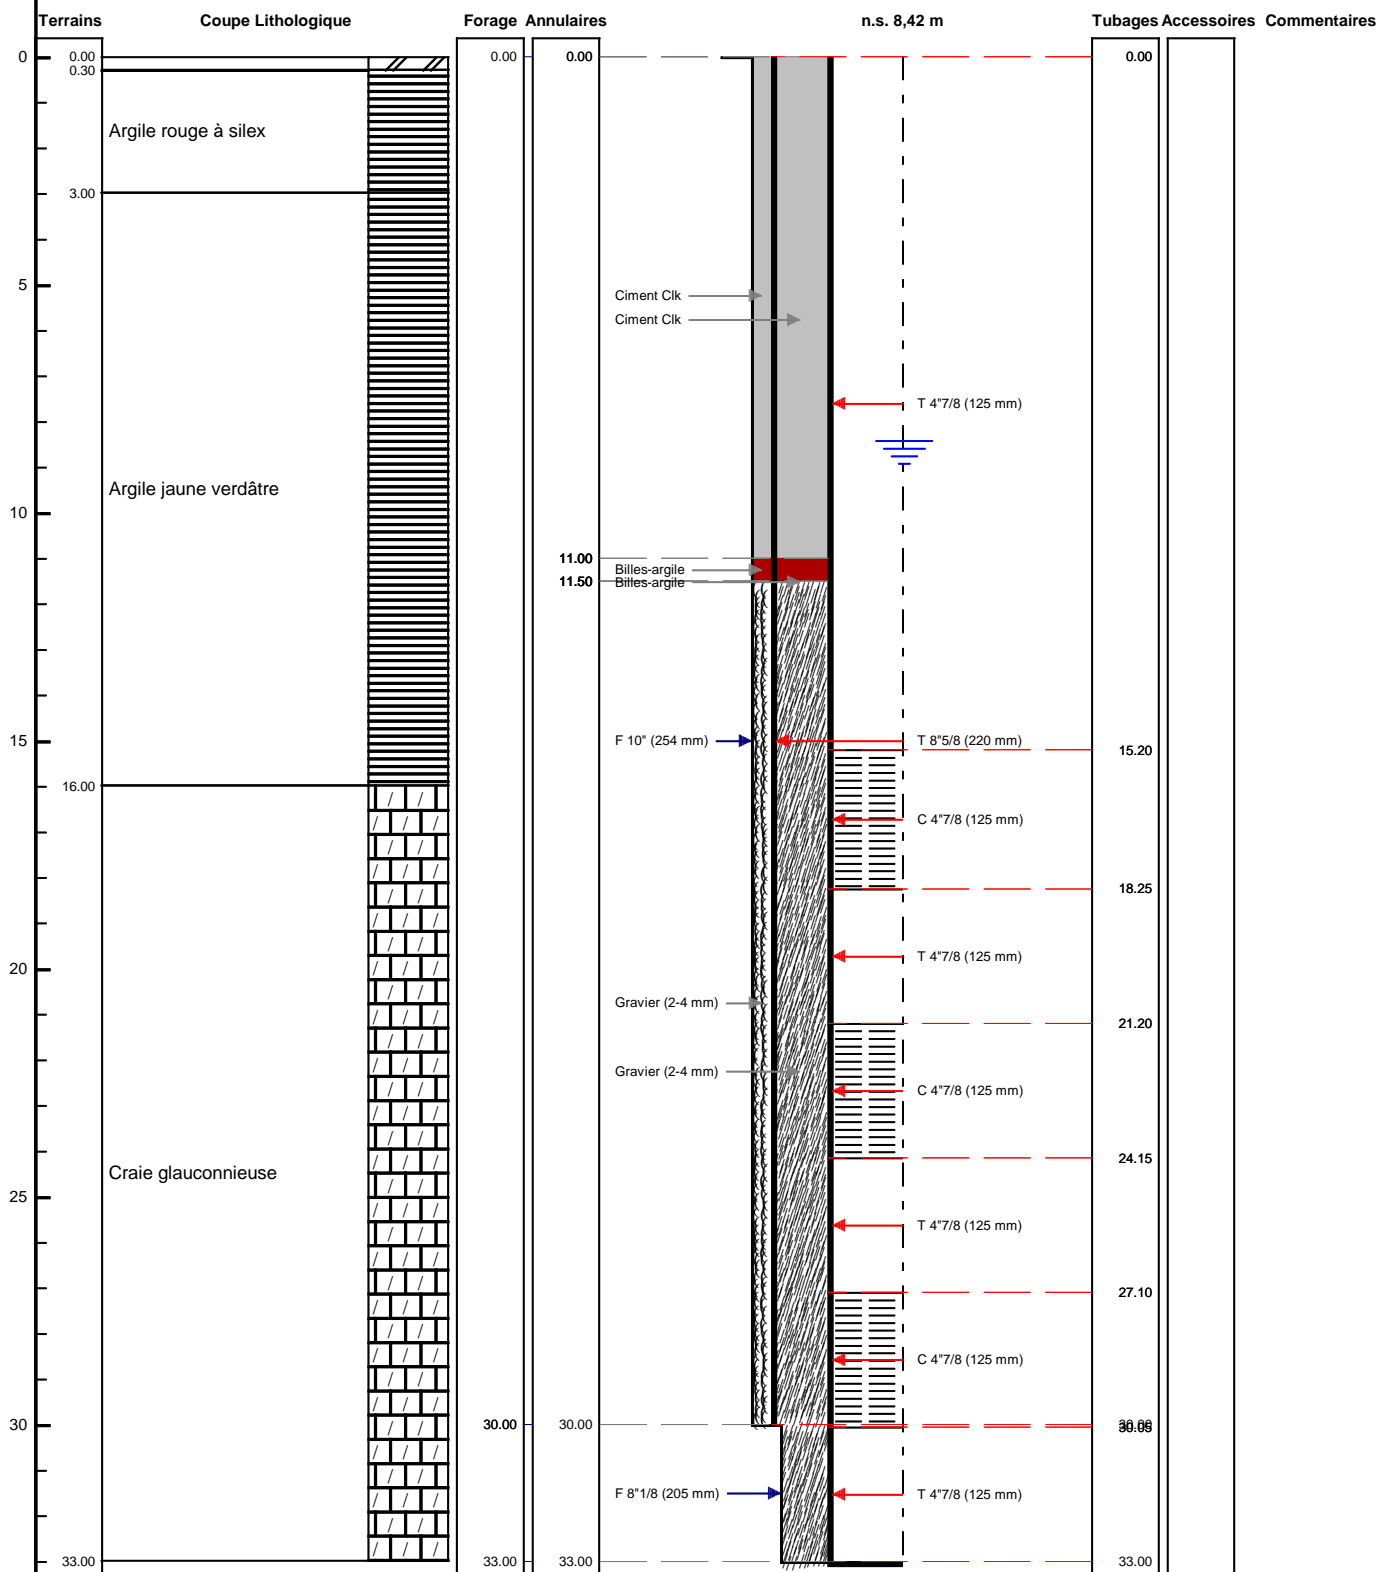 Terrains Coupe Lithologique Forage Annulaires n.s. 8,42 m Tubages Accessoires Commentaires
0 0.00 0.00 0.00 0.00
0.30
Argile rouge à silex
3.00
5
Ciment Clk
Ciment Clk
T 4"7/8 (125 mm)
Argile jaune verdâtre
10
11.00
Billes-argile
11.50 Billes-argile
15 F 10" (254 mm) T 8"5/8 (220 mm)
15.20
16.00
C 4"7/8 (125 mm)
18.25
T 4"7/8 (125 mm)
20
Gravier (2-4 mm)
21.20
Gravier (2-4 mm)
C 4"7/8 (125 mm)
24.15
Craie glauconnieuse
25
T 4"7/8 (125 mm)
27.10
C 4"7/8 (125 mm)
30 30.00 30.00 30.00
30.05
F 8"1/8 (205 mm) T 4"7/8 (125 mm)
33.00 33.00 33.00 33.00